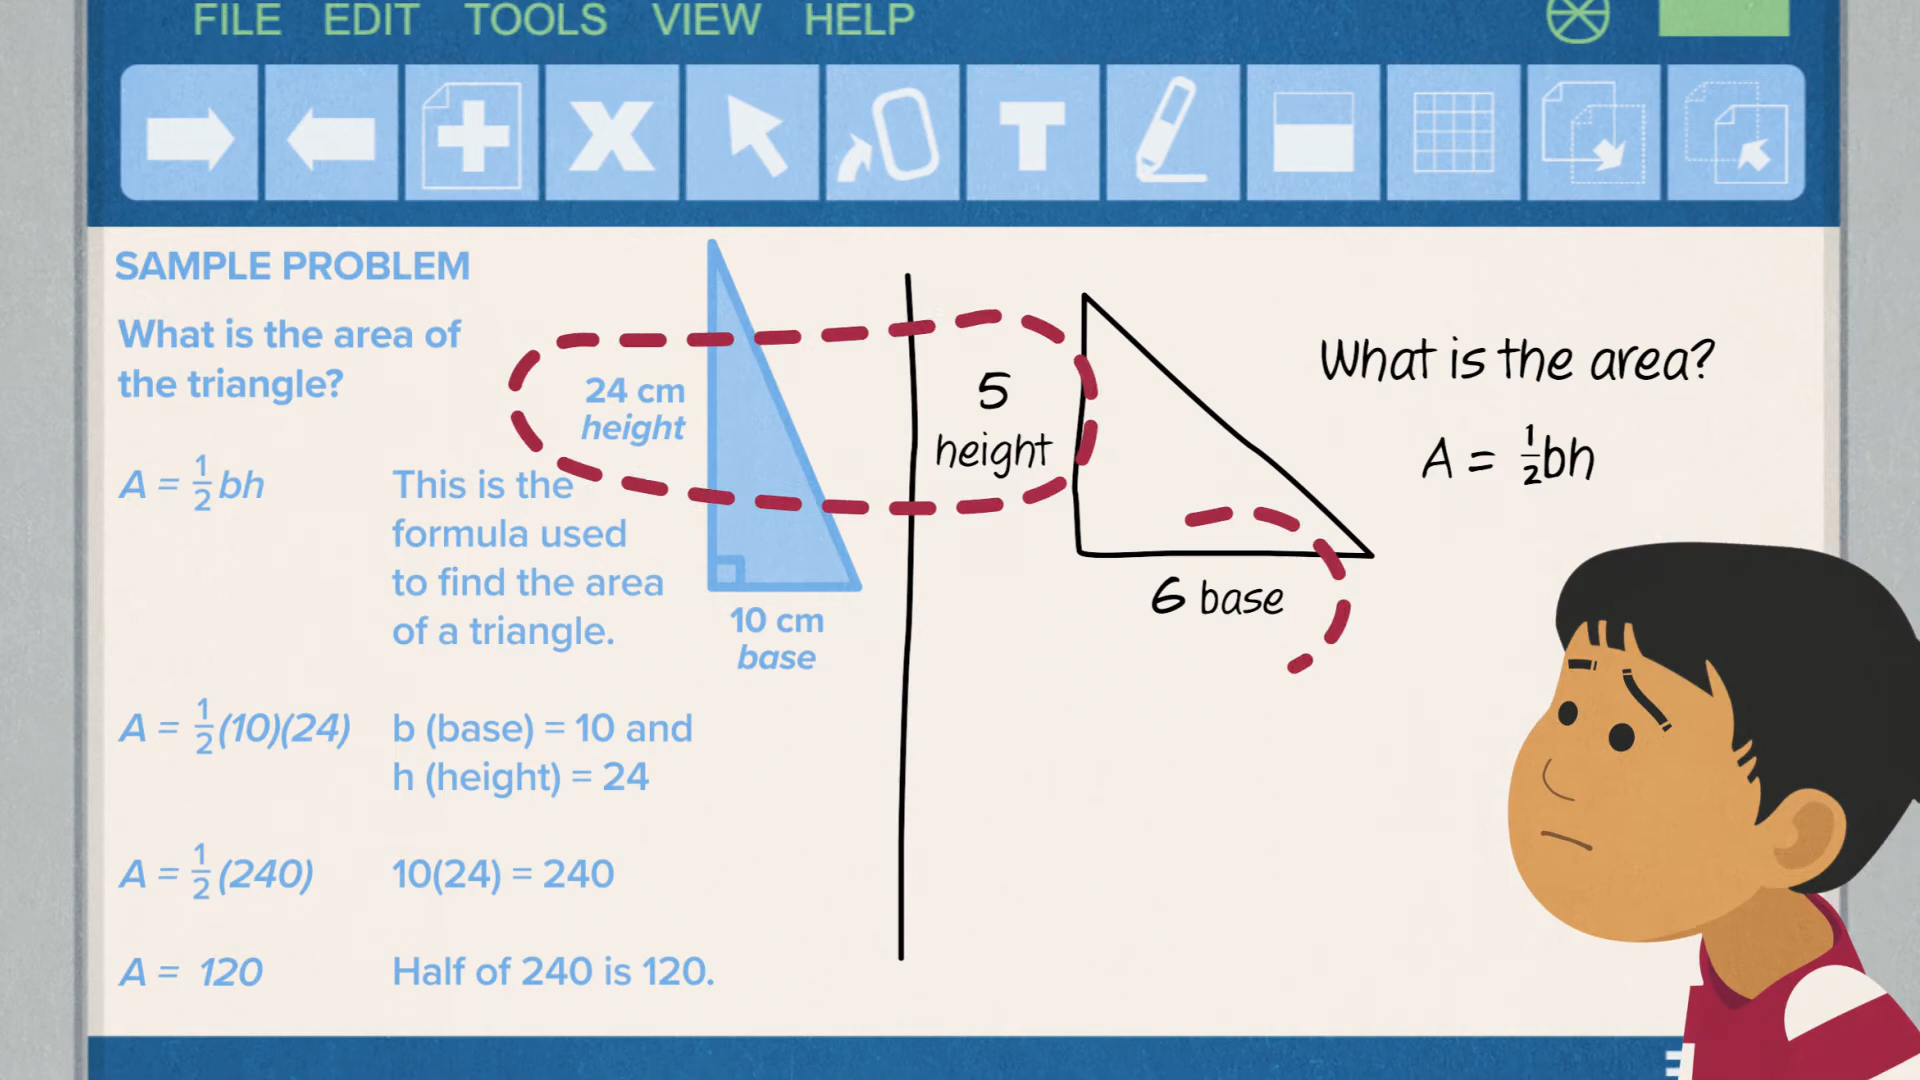 FILE EDIT TOOLS VIEW HELP
X T
SAMPLE PROBLEM
What is the area of
the triangle?
24 cm
height
10 cm
base
A = 1/2 bh
This is the
formula used
to find the area
of a triangle.
A = 1/2 (10)(24)
b (base) = 10 and
h (height) = 24
A = 1/2 (240)
10(24) = 240
A = 120
Half of 240 is 120.
5
height
6 base
What is the area?
A = 1/2 bh